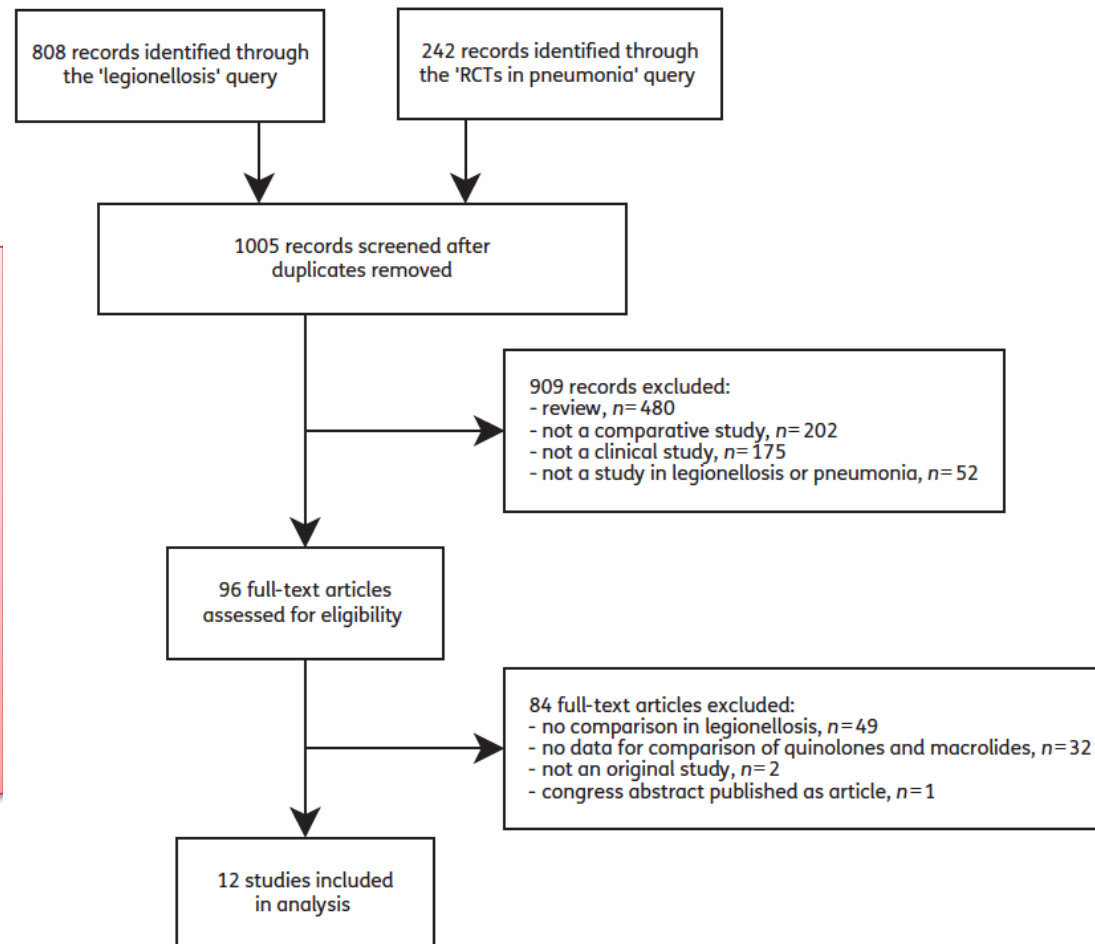 808 records identified through
the 'legionellosis' query
242 records identified through
the 'RCTs in pneumonia' query
1005 records screened after
duplicates removed
909 records excluded:
- review, n=480
- not a comparative study, n=202
- not a clinical study, n=175
- not a study in legionellosis or pneumonia, n=52
96 full-text articles
assessed for eligibility
84 full-text articles excluded:
- no comparison in legionellosis, n=49
- no data for comparison of quinolones and macrolides, n=32
- not an original study, n=2
- congress abstract published as article, n=1
12 studies included
in analysis